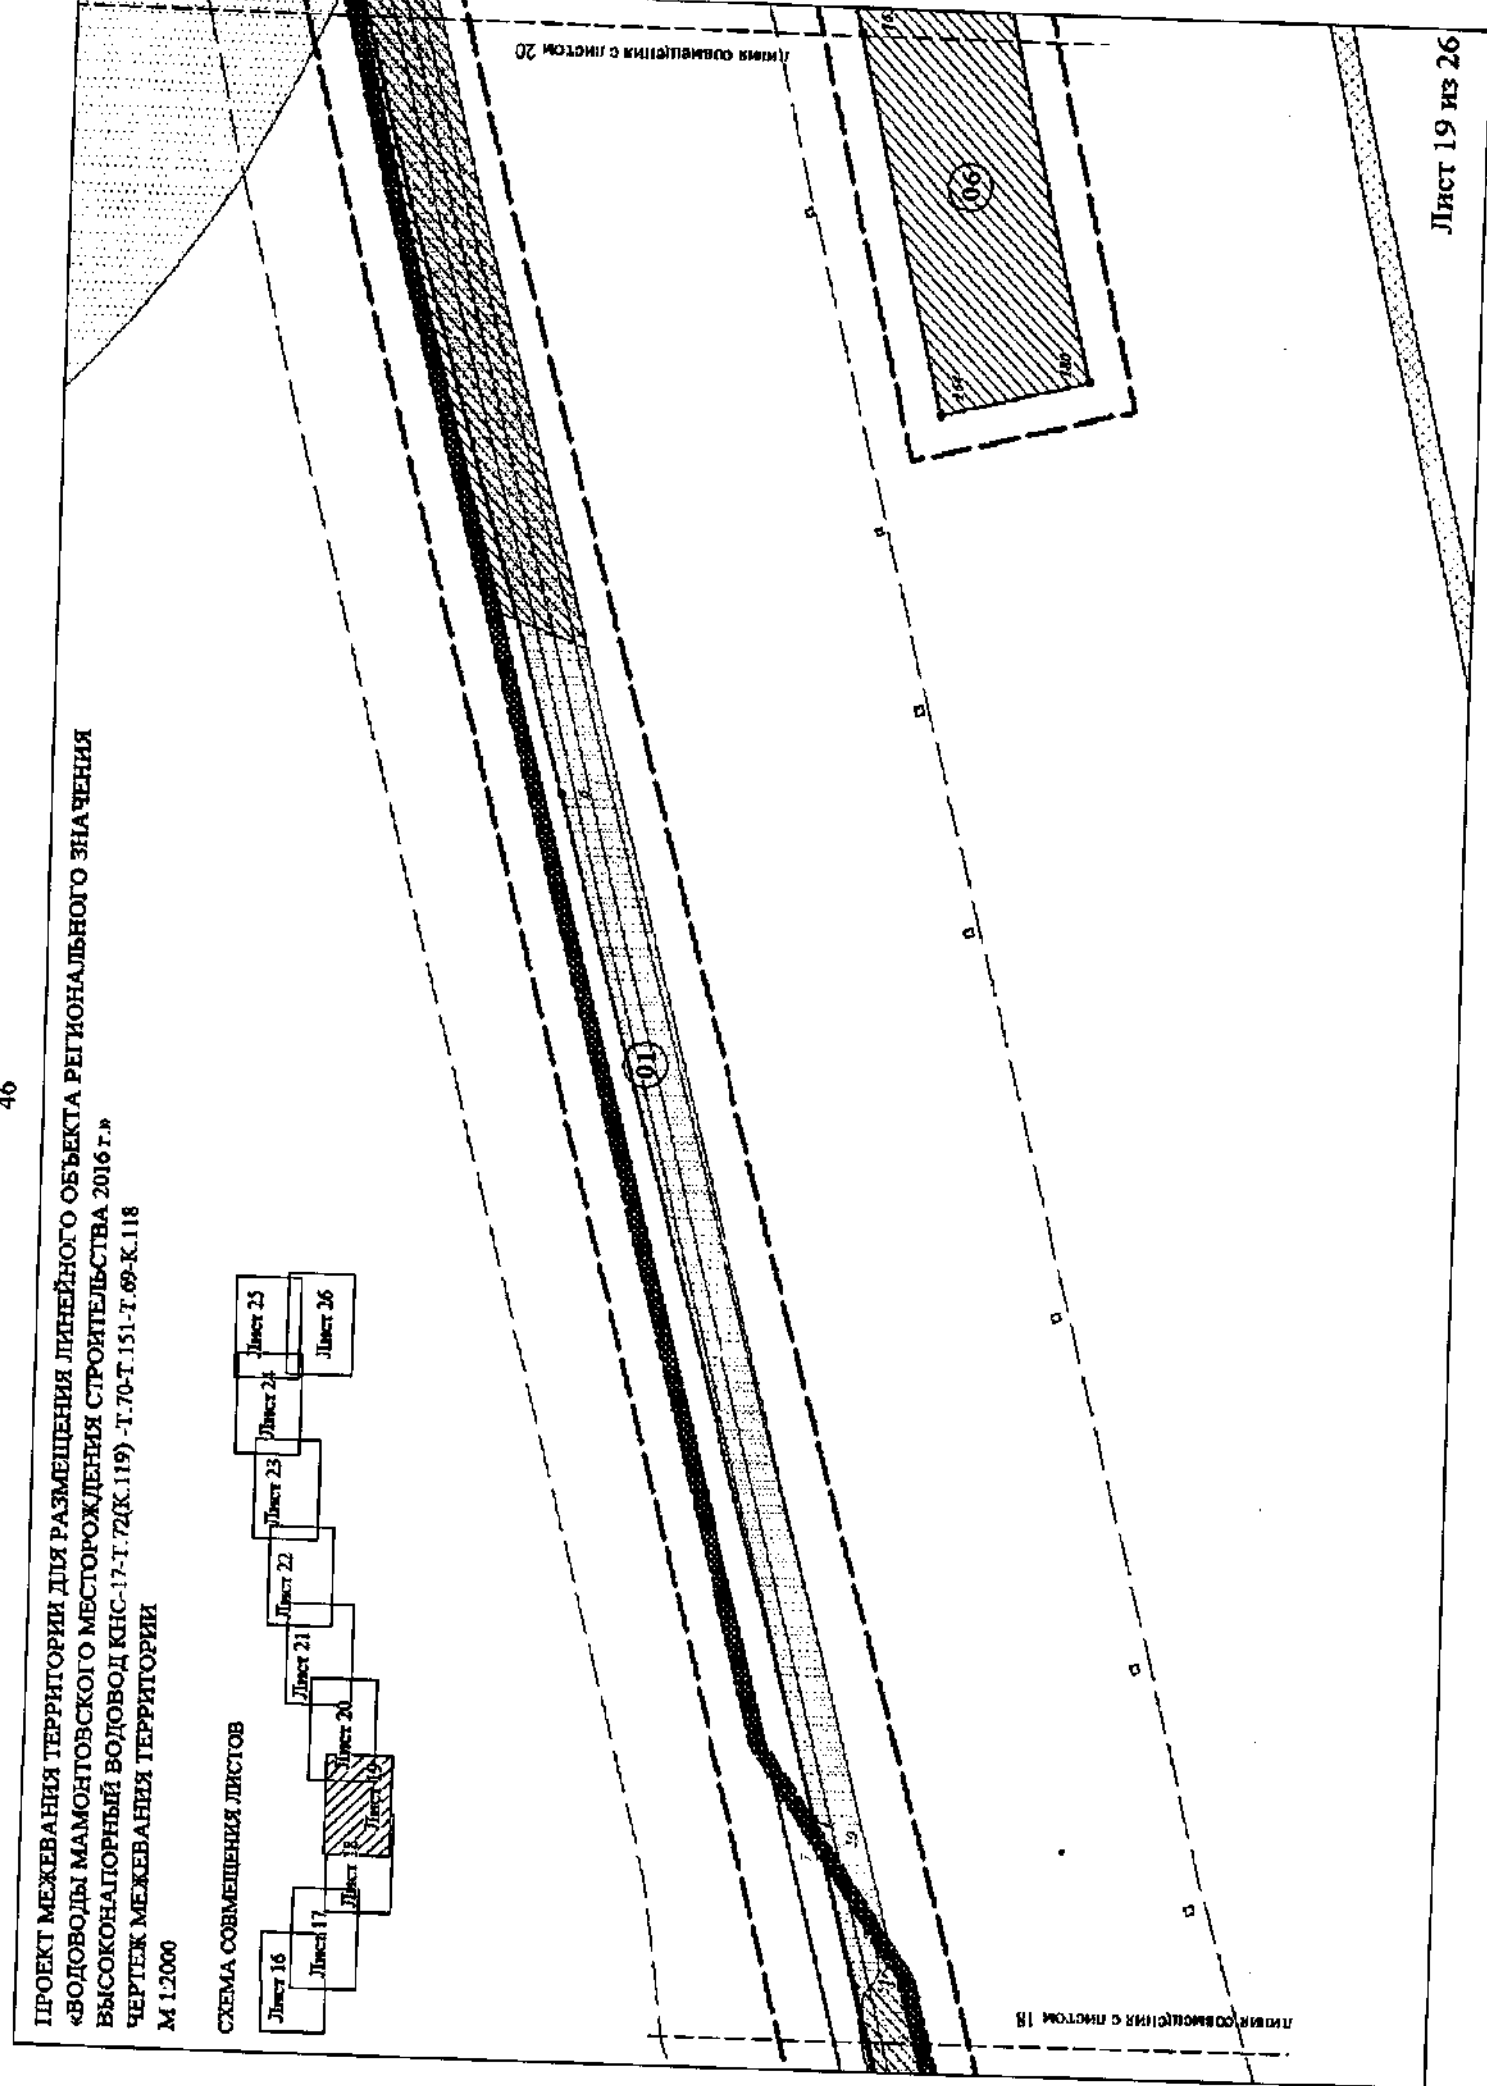 46
ПРОЕКТ МЕЖЕВАНИЯ ТЕРРИТОРИИ ДЛЯ РАЗМЕЩЕНИЯ ЛИНЕЙНОГО ОБЪЕКТА РЕГИОНАЛЬНОГО ЗНАЧЕНИЯ
«ВОДОВОДЫ МАМОНТОВСКОГО МЕСТОРОЖДЕНИЯ СТРОИТЕЛЬСТВА 2016 г.»
ВЫСОКОНАПОРНЫЙ ВОДОВОД КНС-17-Т.72(К.119) -Т.70-Т.151-Т.69-К.118
ЧЕРТЕЖ МЕЖЕВАНИЯ ТЕРРИТОРИИ
М 1:2000
СХЕМА СОВМЕЩЕНИЯ ЛИСТОВ
Лист 16
Лист 17
Лист 18
Лист 19
Лист 20
Лист 21
Лист 22
Лист 23
Лист 24
Лист 25
Лист 26
линия совмещения с листом 20
линия совмещения с листом 18
01
06
180
Лист 19 из 26